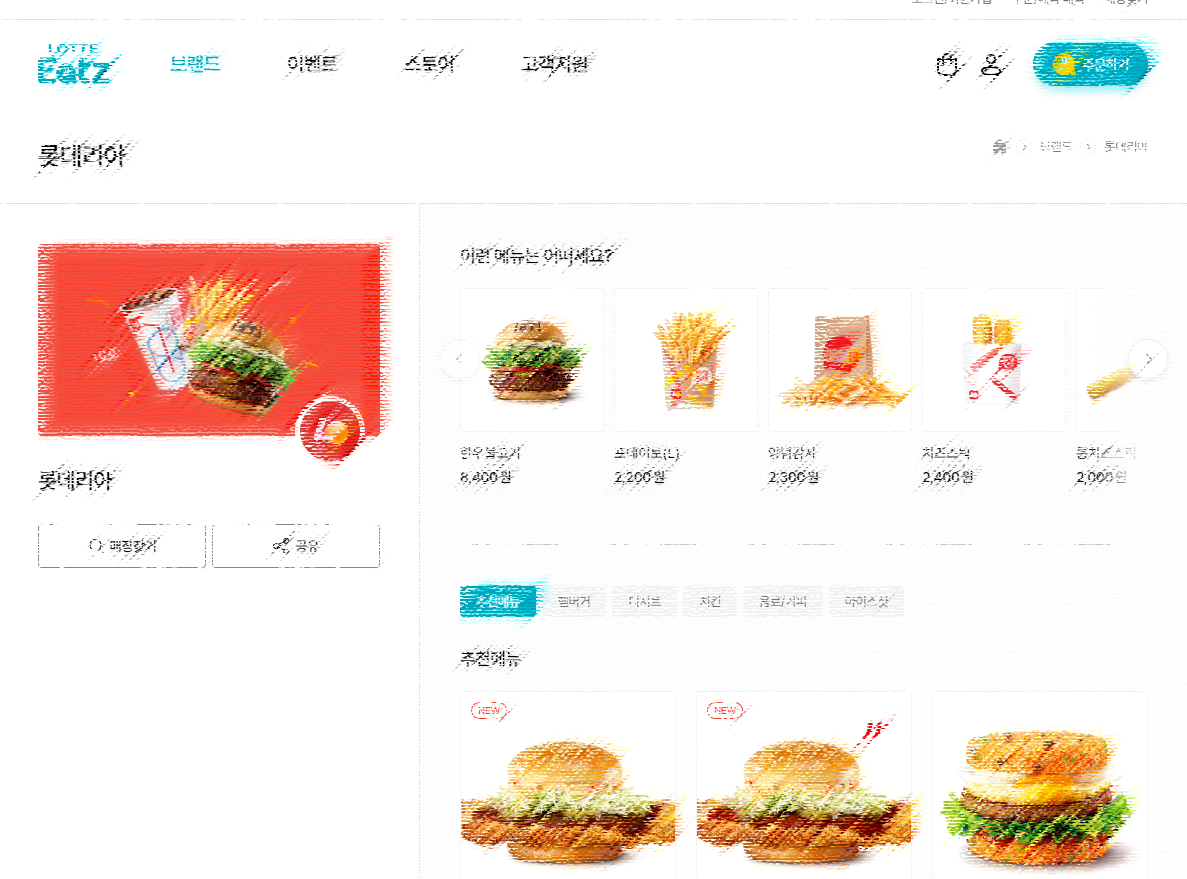 LOTTE
Eatz
브랜드
이벤트
스토어
고객지원
주문하기
롯데리아
브랜드
롯데리아
이런 메뉴는 어떠세요?
한우불고기
8,400원
포테이토(L)
2,200원
양념감자
2,300원
치즈스틱
2,400원
롱치즈스틱
2,000원
롯데리아
매장찾기
공유
추천메뉴
햄버거
디저트
치킨
음료/커피
아이스샷
추천메뉴
NEW
NEW